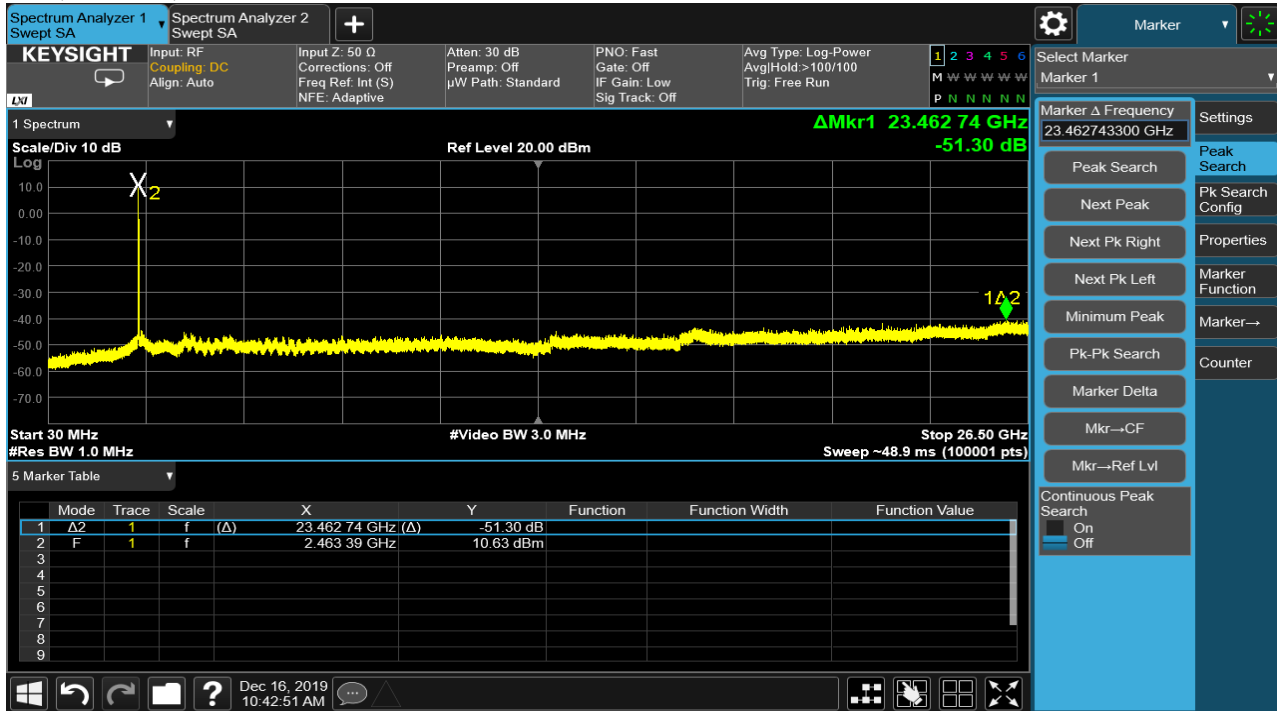 Spectrum Analyzer 1
Swept SA
Spectrum Analyzer 2
Swept SA
Marker
KEYSIGHT
LXI
Input: RF
Coupling: DC
Align: Auto
Input Z: 50 Ω
Corrections: Off
Freq Ref: Int (S)
NFE: Adaptive
Atten: 30 dB
Preamp: Off
µW Path: Standard
PNO: Fast
Gate: Off
IF Gain: Low
Sig Track: Off
Avg Type: Log-Power
Avg|Hold:>100/100
Trig: Free Run
1 2 3 4 5 6
M W W W W W
P N N N N N
Select Marker
Marker 1
1 Spectrum
ΔMkr1 23.462 74 GHz
-51.30 dB
Scale/Div 10 dB
Ref Level 20.00 dBm
Log
10.0
0.00
-10.0
-20.0
-30.0
-40.0
-50.0
-60.0
-70.0
2
1Δ2
Start 30 MHz
#Video BW 3.0 MHz
Stop 26.50 GHz
#Res BW 1.0 MHz
Sweep ~48.9 ms (100001 pts)
5 Marker Table
Mode Trace Scale X Y Function Function Width Function Value
1 Δ2 1 f (Δ) 23.462 74 GHz (Δ) -51.30 dB
2 F 1 f 2.463 39 GHz 10.63 dBm
3
4
5
6
7
8
9
Marker Δ Frequency
23.462743300 GHz
Peak Search
Next Peak
Next Pk Right
Next Pk Left
Minimum Peak
Pk-Pk Search
Marker Delta
Mkr→CF
Mkr→Ref Lvl
Continuous Peak
Search
On
Off
Settings
Peak
Search
Pk Search
Config
Properties
Marker
Function
Marker→
Counter
?
Dec 16, 2019
10:42:51 AM